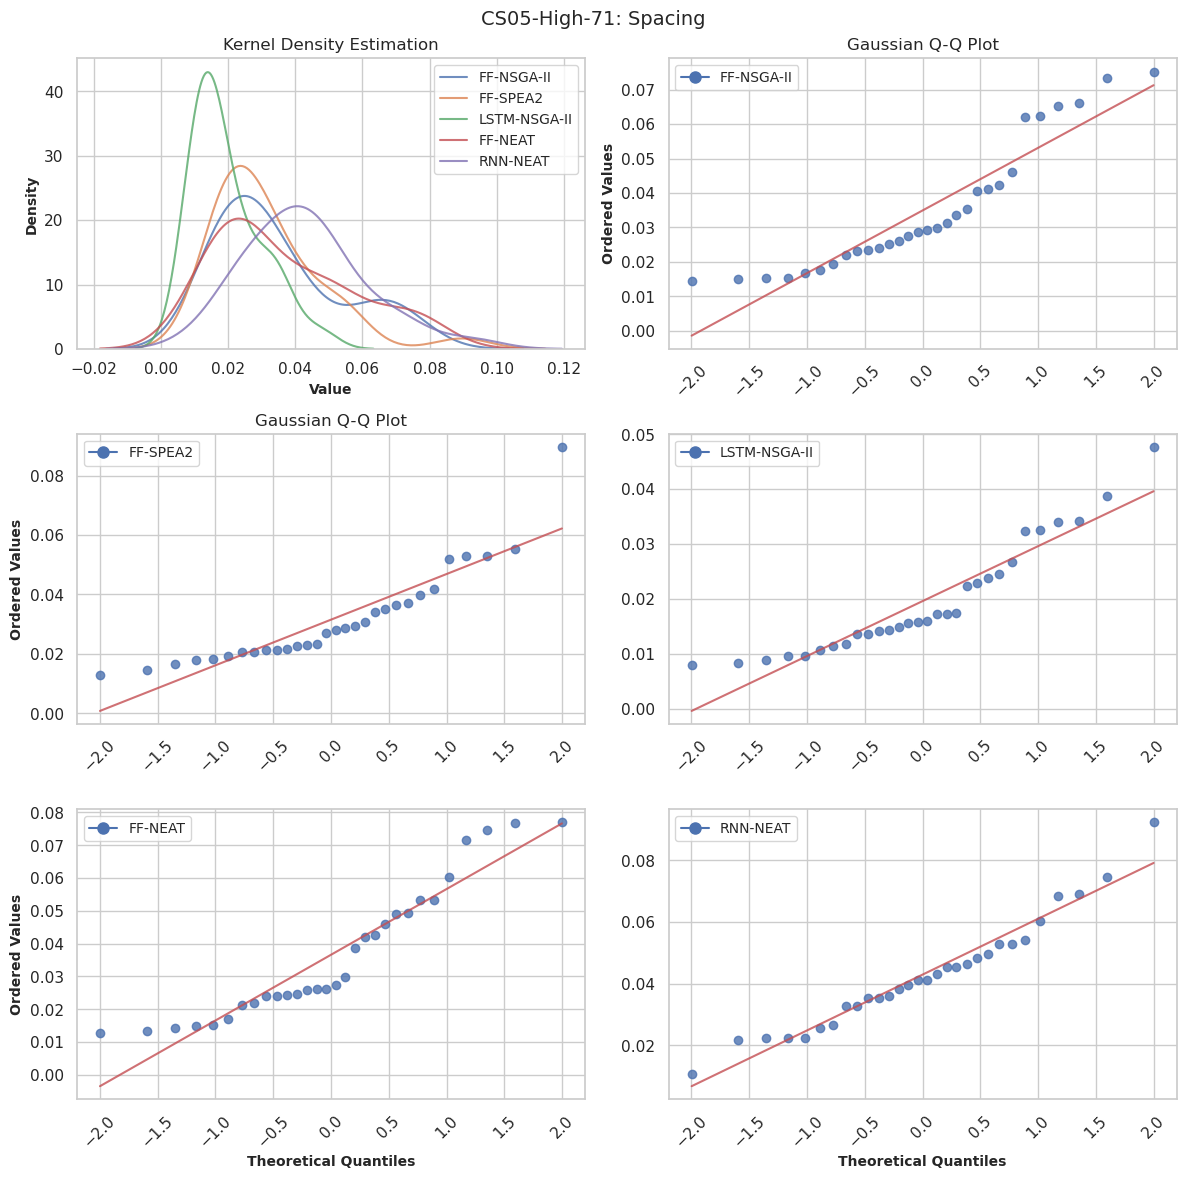 CS05-High-71: Spacing
Kernel Density Estimation
Density
40
30
20
10
0
−0.02 0.00 0.02 0.04 0.06 0.08 0.10 0.12
Value
FF-NSGA-II
FF-SPEA2
LSTM-NSGA-II
FF-NEAT
RNN-NEAT
Gaussian Q-Q Plot
FF-NSGA-II
Ordered Values
0.07
0.06
0.05
0.04
0.03
0.02
0.01
0.00
−2.0 −1.5 −1.0 −0.5 0.0 0.5 1.0 1.5 2.0
Gaussian Q-Q Plot
FF-SPEA2
Ordered Values
0.08
0.06
0.04
0.02
0.00
−2.0 −1.5 −1.0 −0.5 0.0 0.5 1.0 1.5 2.0
LSTM-NSGA-II
0.05
0.04
0.03
0.02
0.01
0.00
−2.0 −1.5 −1.0 −0.5 0.0 0.5 1.0 1.5 2.0
FF-NEAT
Ordered Values
0.08
0.07
0.06
0.05
0.04
0.03
0.02
0.01
0.00
−2.0 −1.5 −1.0 −0.5 0.0 0.5 1.0 1.5 2.0
Theoretical Quantiles
RNN-NEAT
0.08
0.06
0.04
0.02
−2.0 −1.5 −1.0 −0.5 0.0 0.5 1.0 1.5 2.0
Theoretical Quantiles